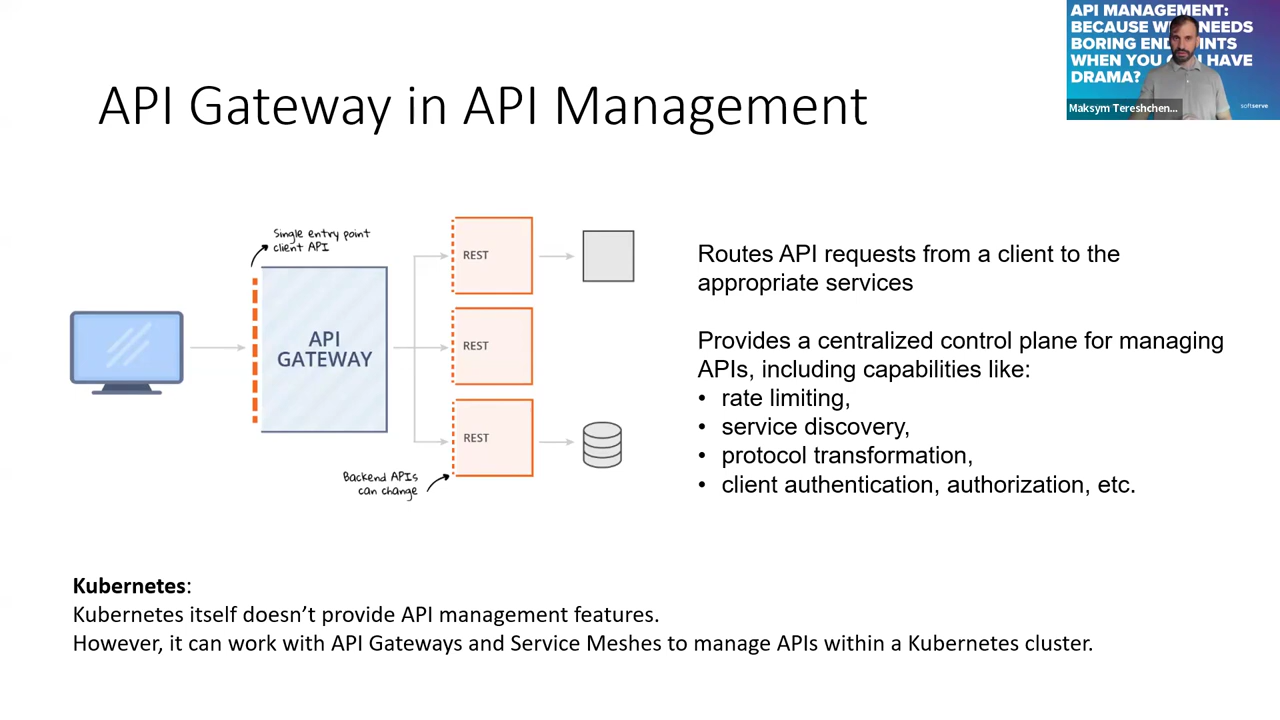 API MANAGEMENT:
BECAUSE W NEEDS
BORING END INTS
WHEN YOU HAVE
DRAMA?
Maksym Tereshchen...
softserve
API Gateway in API Management
Single entry point
client API
API
GATEWAY
REST
REST
REST
Backend APIs
can change
Routes API requests from a client to the
appropriate services
Provides a centralized control plane for managing
APIs, including capabilities like:
• rate limiting,
• service discovery,
• protocol transformation,
• client authentication, authorization, etc.
Kubernetes:
Kubernetes itself doesn’t provide API management features.
However, it can work with API Gateways and Service Meshes to manage APIs within a Kubernetes cluster.